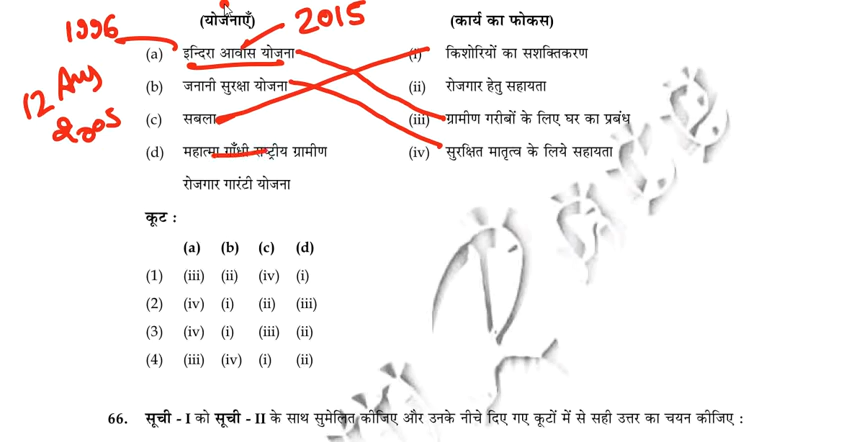 (योजनाएँ) 2015 (कार्य का फोकस)
1996
(a) इन्दिरा आवास योजना (i) किशोरियों का सशक्तिकरण
(b) जनानी सुरक्षा योजना (ii) रोजगार हेतु सहायता
12 Aug
2005
(c) सबला (iii) ग्रामीण गरीबों के लिए घर का प्रबंध
(d) महात्मा गाँधी राष्ट्रीय ग्रामीण (iv) सुरक्षित मातृत्व के लिये सहायता
रोजगार गारंटी योजना
कूट :
(a) (b) (c) (d)
(1) (iii) (ii) (iv) (i)
(2) (iv) (i) (ii) (iii)
(3) (iv) (i) (iii) (ii)
(4) (iii) (iv) (i) (ii)
66. सूची - I को सूची - II के साथ सुमेलित कीजिए और उनके नीचे दिए गए कूटों में से सही उत्तर का चयन कीजिए :